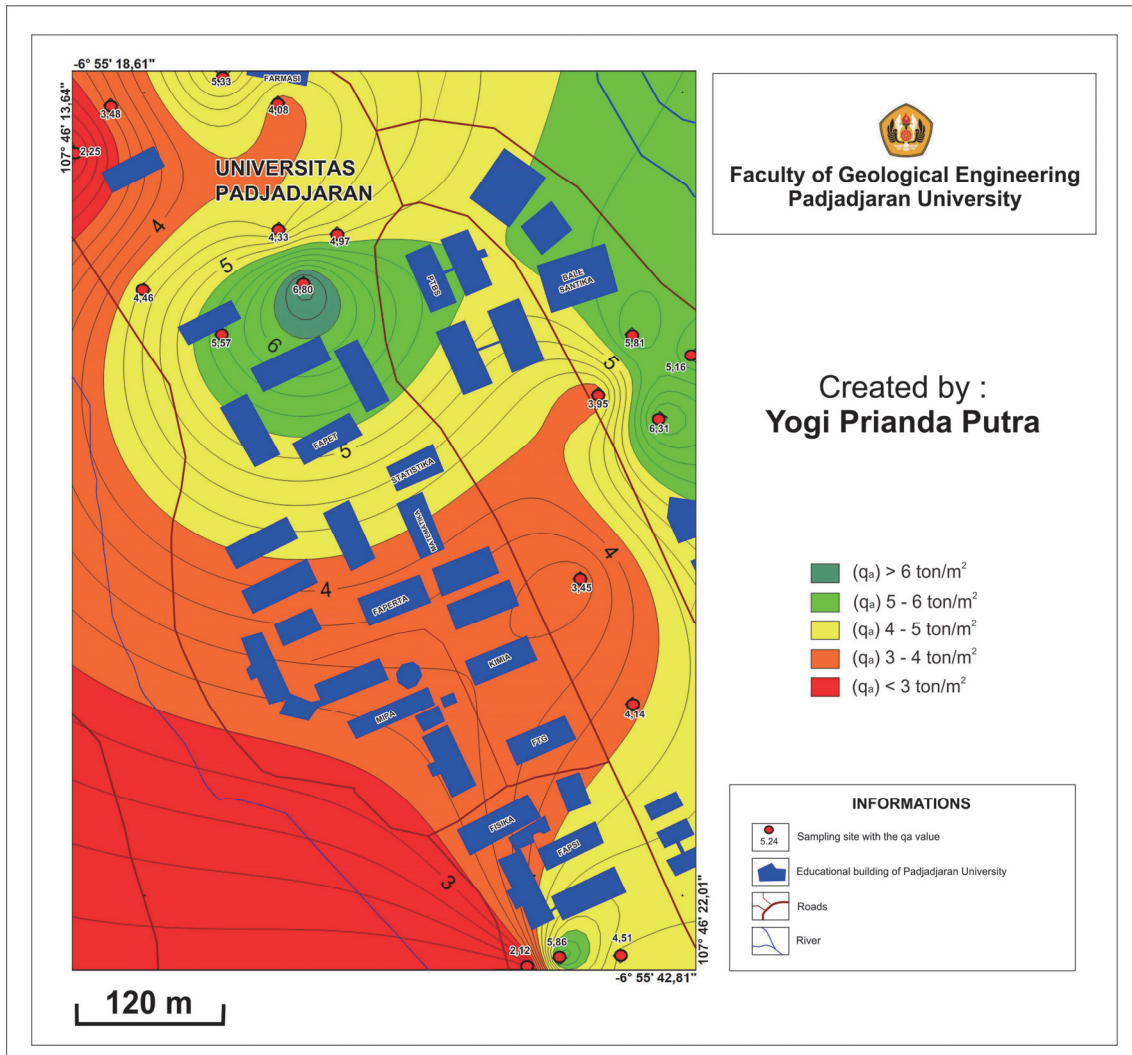 -6° 55' 18,61"
107° 46' 13,64"
5,33
FARMASI
3,48
4,08
2,25
UNIVERSITAS
PADJADJARAN
4
4,33
4,97
5
4,46
6,80
PTBS
BALE
SANTIKA
5,57
6
5,81
5,16
5
3,95
6,31
FAPET
5
STATISTIKA
MATEMATIKA
4
3,45
4
FAPERTA
KIMIA
MIPA
4,14
FTG
FISIKA
FAPSI
3
2,12
5,86
4,51
107° 46' 22,01"
-6° 55' 42,81"
120 m
Faculty of Geological Engineering
Padjadjaran University
Created by :
Yogi Prianda Putra
(qa) > 6 ton/m²
(qa) 5 - 6 ton/m²
(qa) 4 - 5 ton/m²
(qa) 3 - 4 ton/m²
(qa) < 3 ton/m²
INFORMATIONS
5.24
Sampling site with the qa value
Educational building of Padjadjaran University
Roads
River